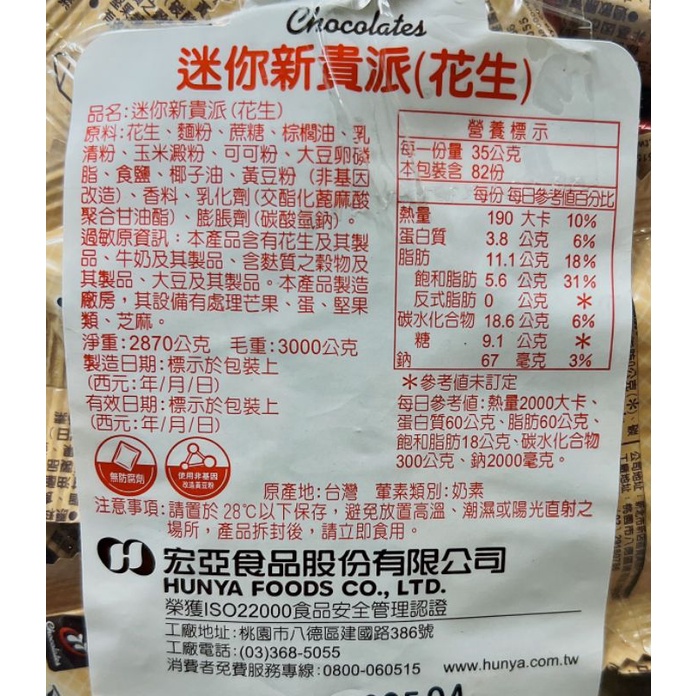 Chocolates
迷你新貴派(花生)
品名:迷你新貴派(花生)
原料:花生、麵粉、蔗糖、棕櫚油、乳
清粉、玉米澱粉、可可粉、大豆卵磷
脂、食鹽、椰子油、黃豆粉(非基因
改造)、香料、乳化劑(交酯化蓖麻酸
聚合甘油酯)、膨脹劑(碳酸氫鈉)。
過敏原資訊:本產品含有花生及其製
品、牛奶及其製品、含麩質之穀物及
其製品、大豆及其製品。本產品製造
廠房,其設備有處理芒果、蛋、堅果
類、芝麻。
淨重:2870公克 毛重:3000公克
製造日期:標示於包裝上
(西元:年/月/日)
有效日期:標示於包裝上
(西元:年/月/日)
營養標示
每一份量 35公克
本包裝含 82份
每份 每日參考值百分比
熱量 190 大卡 10%
蛋白質 3.8 公克 6%
脂肪 11.1公克 18%
飽和脂肪 5.6 公克 31%
反式脂肪 0 公克 *
碳水化合物 18.6公克 6%
糖 9.1 公克 *
鈉 67 毫克 3%
*參考值未訂定
每日參考值:熱量2000大卡、
蛋白質60公克、脂肪60公克、
飽和脂肪18公克、碳水化合物
300公克、鈉2000毫克。
無防腐劑
使用非基因
改造黃豆粉
原產地:台灣 葷素類別:奶素
注意事項:請置於28℃以下保存,避免放置高溫、潮濕或陽光直射之
場所,產品拆封後,請立即食用。
宏亞食品股份有限公司
HUNYA FOODS CO., LTD.
榮獲ISO22000食品安全管理認證
工廠地址:桃園市八德區建國路386號
工廠電話:(03)368-5055
消費者免費服務專線:0800-060515 www.hunya.com.tw
Chocolates